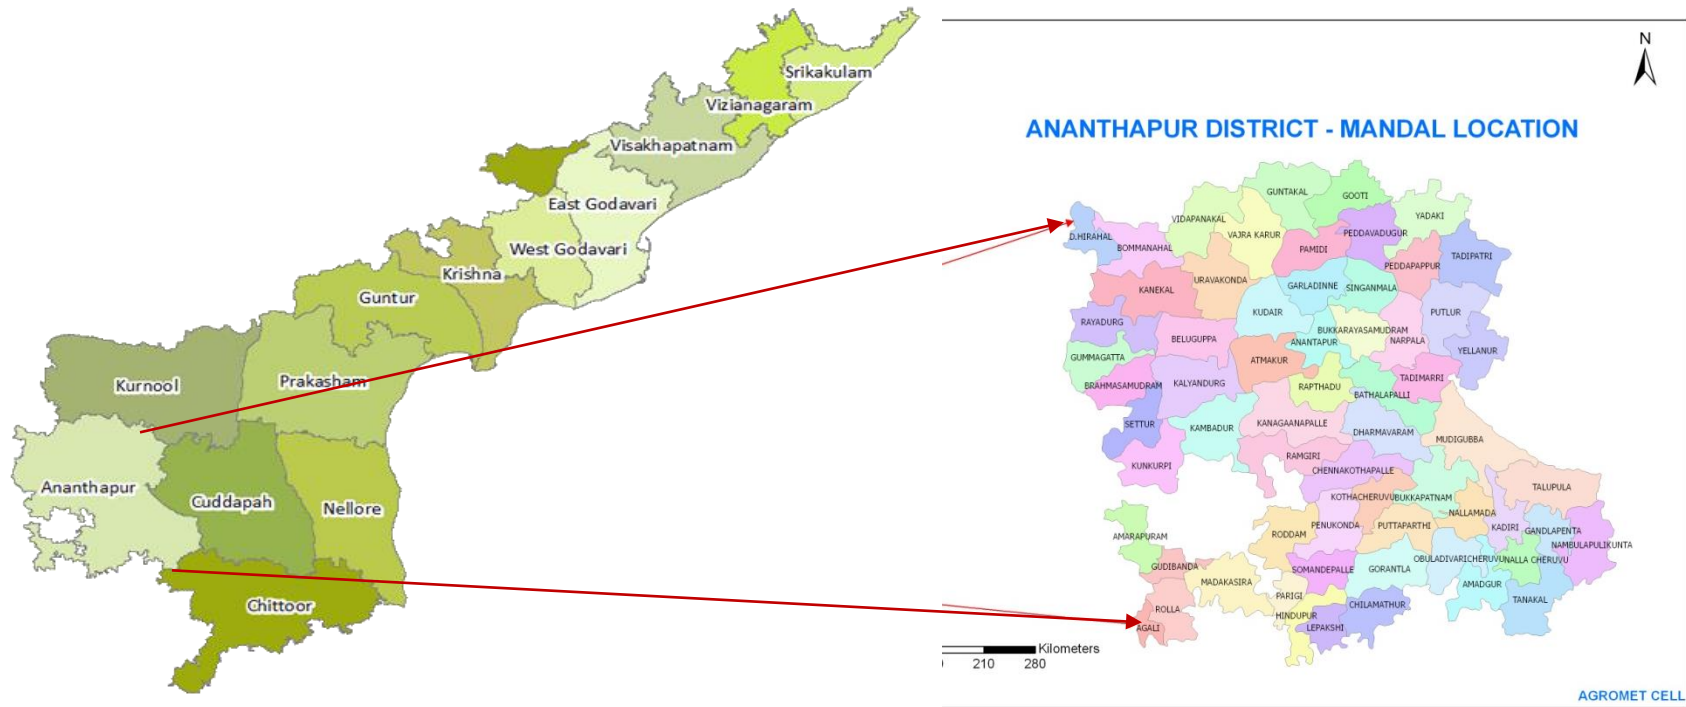 Srikakulam
Vizianagaram
Visakhapatnam
East Godavari
West Godavari
Krishna
Guntur
Prakasham
Kurnool
Ananthapur
Cuddapah
Nellore
Chittoor
N
ANANTHAPUR DISTRICT - MANDAL LOCATION
GUNTAKAL
GOOTI
VIDAPANAKAL
YADAKI
D.HIRAHAL
VAJRA KARUR
PEDDAVADUGUR
BOMMANAHAL
PAMIDI
TADIPATRI
PEDDAPAPPUR
URAVAKONDA
KANEKAL
GARLADINNE
SINGANMALA
KUDAIR
PUTLUR
RAYADURG
BUKKARAYASAMUDRAM
BELUGUPPA
ANANTAPUR
NARPALA
YELLANUR
GUMMAGATTA
ATMAKUR
TADIMARRI
BRAHMASAMUDRAM
KALYANDURG
RAPTHADU
BATHALAPALLI
SETTUR
KAMBADUR
KANAGAANAPALLE
DHARMAVARAM
MUDIGUBBA
RAMGIRI
KUNKURPI
CHENNAKOTHAPALLE
TALUPULA
KOTHACHERUVU
BUKKAPATNAM
NALLAMADA
AMARAPURAM
RODDAM
PENUKONDA
PUTTAPARTHI
KADIRI
GANDLAPENTA
NAMBULAPULIKUNTA
GUDIBANDA
SOMANDEPALLE
GORANTLA
OBULADIVARICHERUVU
NALLA CHERUVU
MADAKASIRA
AMADGUR
PARIGI
TANAKAL
ROLLA
HINDUPUR
CHILAMATHUR
AGALI
LEPAKSHI
Kilometers
210 280
AGROMET CELL